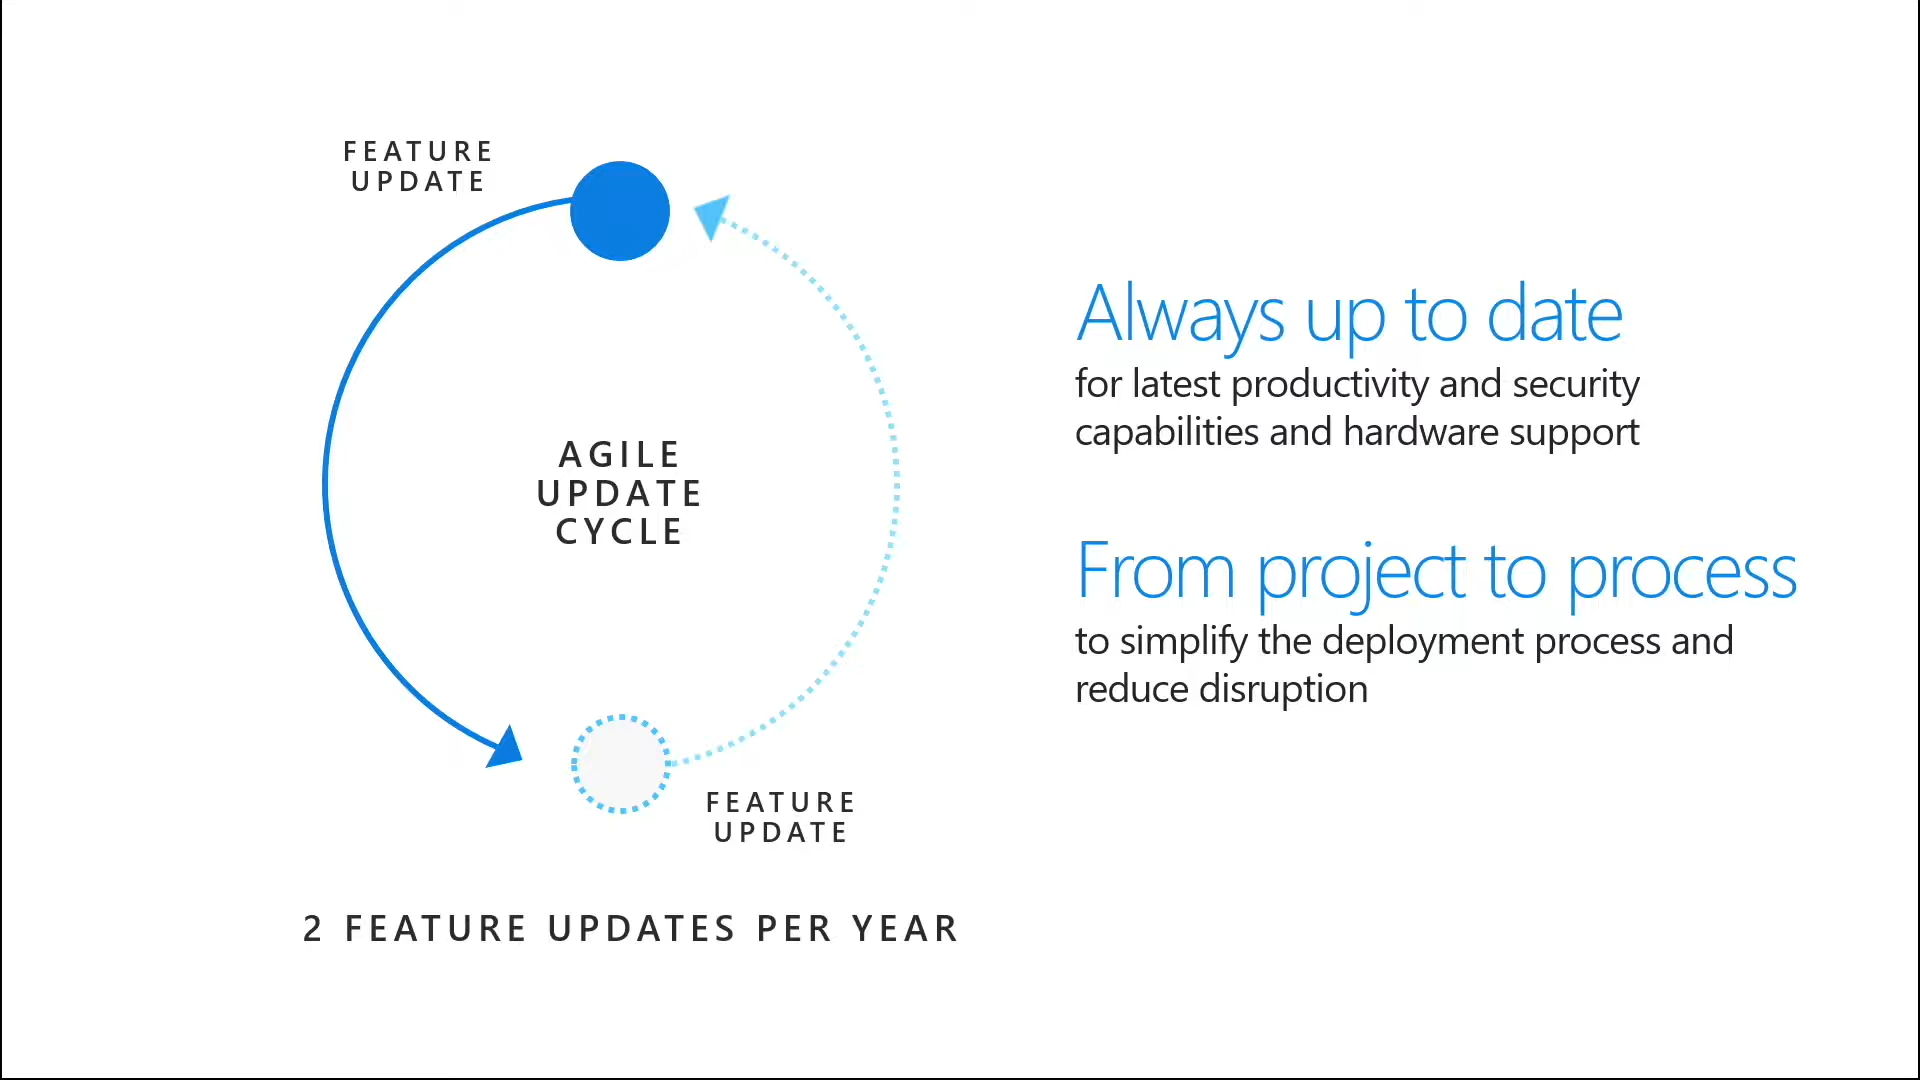 FEATURE
UPDATE
AGILE
UPDATE
CYCLE
FEATURE
UPDATE
2 FEATURE UPDATES PER YEAR
Always up to date
for latest productivity and security
capabilities and hardware support
From project to process
to simplify the deployment process and
reduce disruption